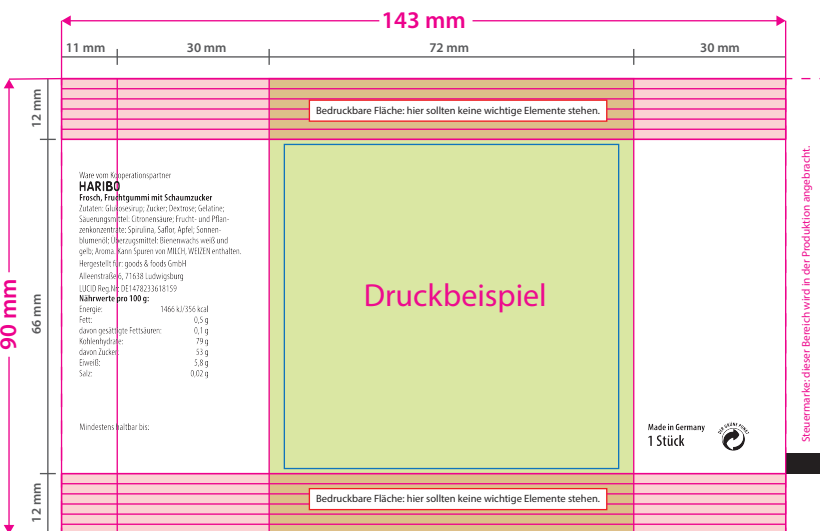 143 mm
11 mm
30 mm
72 mm
30 mm
12 mm
Bedruckbare Fläche: hier sollten keine wichtige Elemente stehen.
90 mm
66 mm
Ware vom Kooperationspartner
HARIBO
Frosch, Fruchtgummi mit Schaumzucker
Zutaten: Glukosesirup; Zucker; Dextrose; Gelatine;
Säuerungsmittel: Citronensäure; Frucht- und Pflan-
zenkonzentrate: Spirulina, Saflor, Apfel; Sonnen-
blumenöl; Überzugsmittel: Bienenwachs weiß und
gelb; Aroma. Kann Spuren von MILCH, WEIZEN enthalten.
Hergestellt für: goods & foods GmbH
Alleenstraße 6, 71638 Ludwigsburg
LUCID Reg.Nr. DE1478233618159
Nährwerte pro 100 g:
Energie: 1466 kJ/356 kcal
Fett: 0,5 g
davon gesättigte Fettsäuren: 0,1 g
Kohlenhydrate: 79 g
davon Zucker: 53 g
Eiweiß: 5,8 g
Salz: 0,02 g
Mindestens haltbar bis:
Druckbeispiel
Made in Germany
1 Stück
DER GRÜNE PUNKT
Steuermarke: dieser Bereich wird in der Produktion angebracht.
12 mm
Bedruckbare Fläche: hier sollten keine wichtige Elemente stehen.